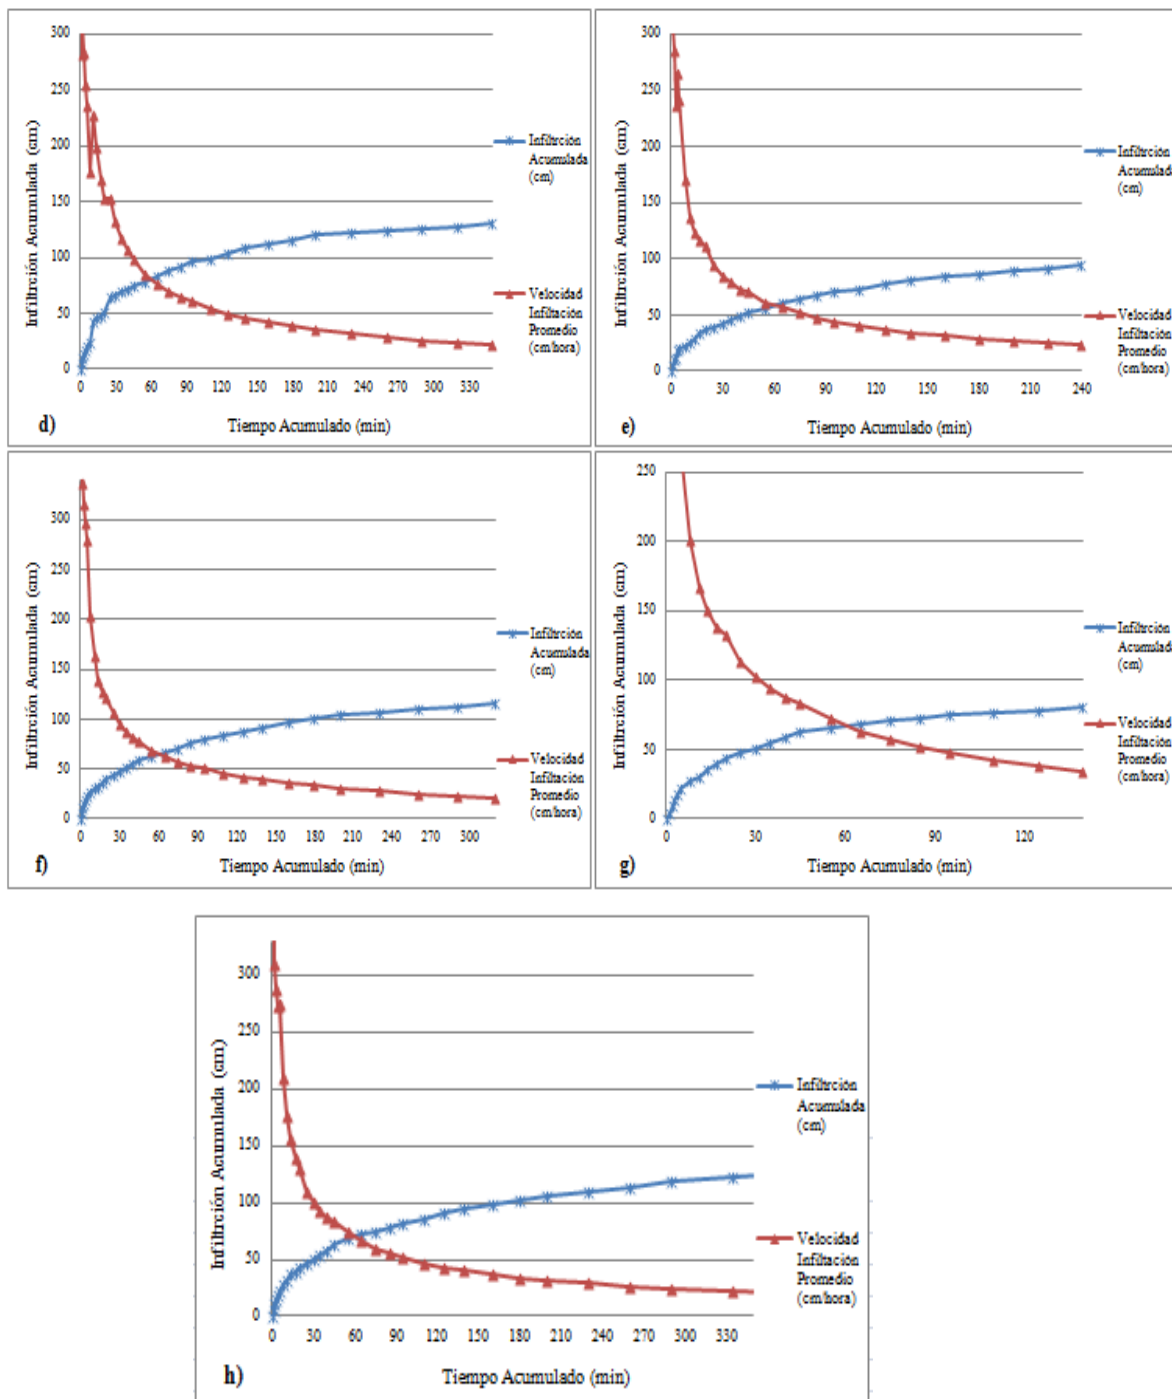 300
250
200
150
100
50
0
Infiltrción Acumulada (cm)
0 30 60 90 120 150 180 210 240 270 300 330
Tiempo Acumulado (min)
Infiltrción
Acumulada
(cm)
Velocidad
Infiltación
Promedio
(cm/hora)
d)
300
250
200
150
100
50
0
Infiltrción Acumulada (cm)
0 30 60 90 120 150 180 210 240
Tiempo Acumulado (min)
Infiltrción
Acumulada
(cm)
Velocidad
Infiltación
Promedio
(cm/hora)
e)
300
250
200
150
100
50
0
Infiltrción Acumulada (cm)
0 30 60 90 120 150 180 210 240 270 300
Tiempo Acumulado (min)
Infiltrción
Acumulada
(cm)
Velocidad
Infiltación
Promedio
(cm/hora)
f)
250
200
150
100
50
0
Infiltrción Acumulada (cm)
0 30 60 90 120
Tiempo Acumulado (min)
Infiltrción
Acumulada
(cm)
Velocidad
Infiltación
Promedio
(cm/hora)
g)
300
250
200
150
100
50
0
Infiltrción Acumulada (cm)
0 30 60 90 120 150 180 210 240 270 300 330
Tiempo Acumulado (min)
Infiltrción
Acumulada
(cm)
Velocidad
Infiltación
Promedio
(cm/hora)
h)